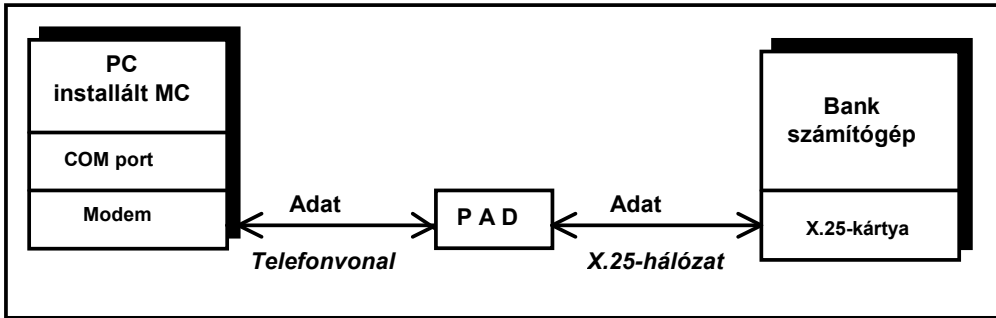 PC
installált MC
COM port
Modem
Adat
Telefonvonal
P A D
Adat
X.25-hálózat
Bank
számítógép
X.25-kártya